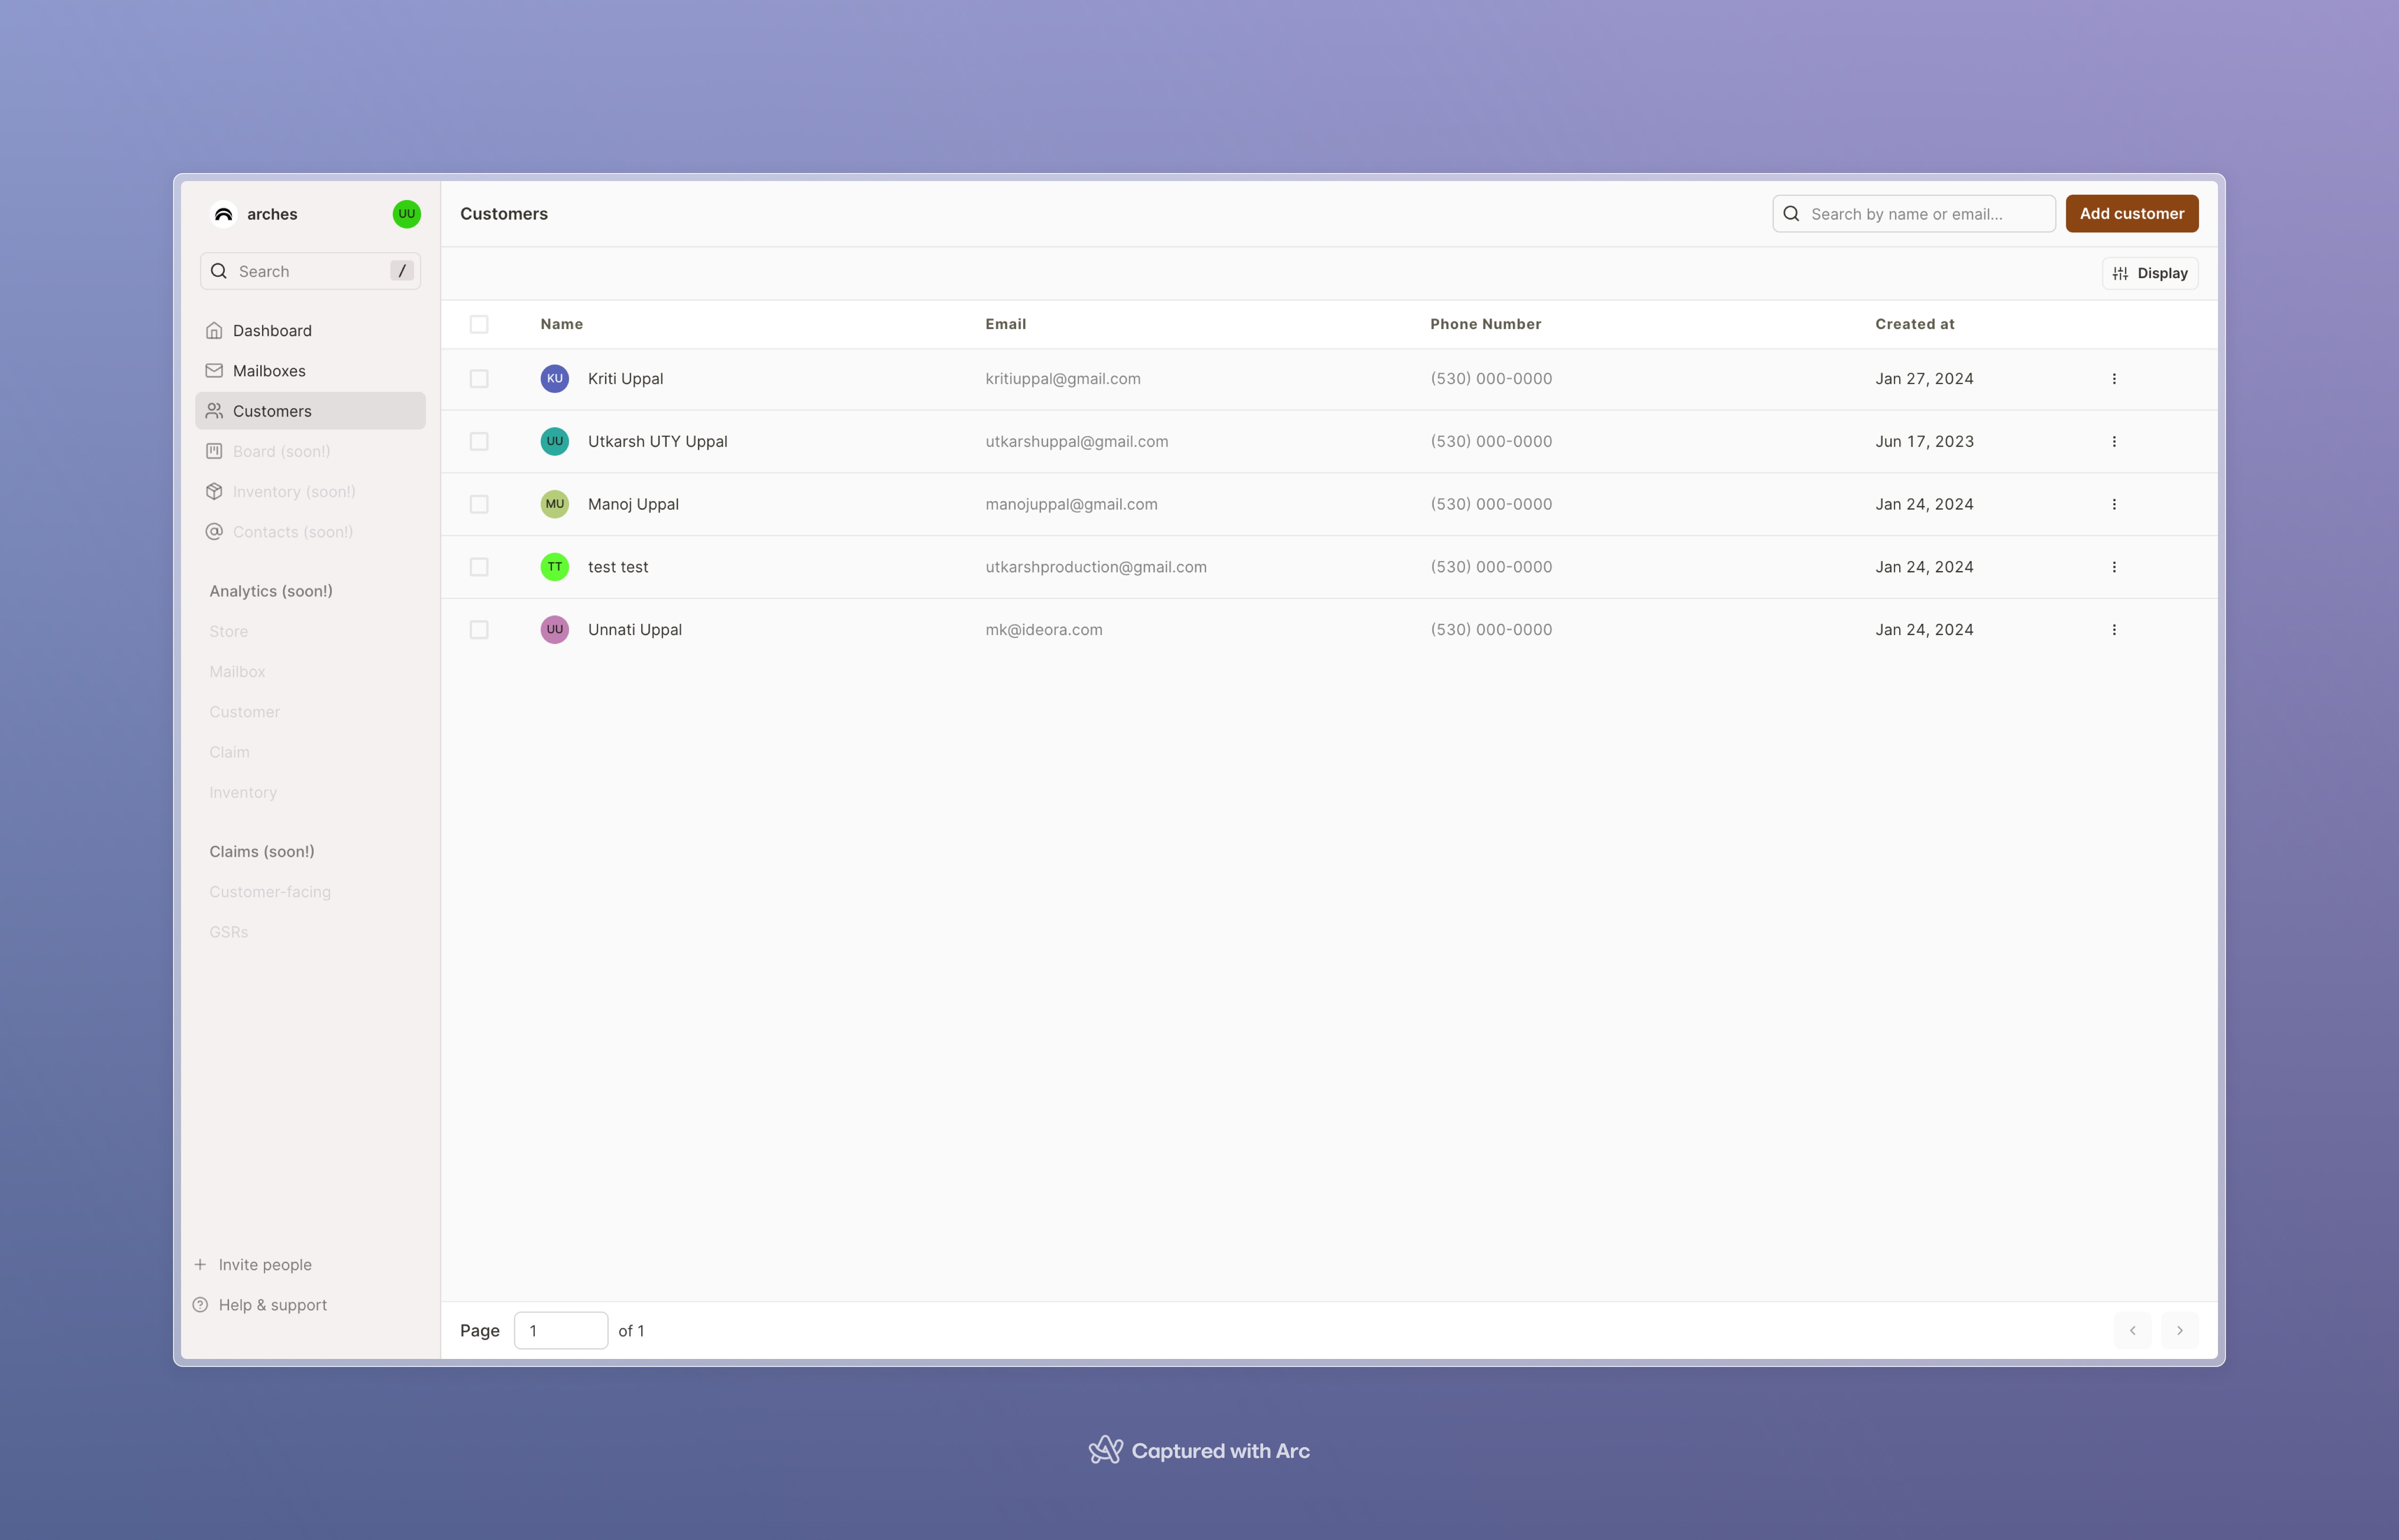 arches
UU
Search
/
Dashboard
Mailboxes
Customers
Board (soon!)
Inventory (soon!)
Contacts (soon!)
Analytics (soon!)
Store
Mailbox
Customer
Claim
Inventory
Claims (soon!)
Customer-facing
GSRs
Invite people
Help & support
Customers
Search by name or email...
Add customer
Display
Name Email Phone Number Created at
KU Kriti Uppal kritiuppal@gmail.com (530) 000-0000 Jan 27, 2024
UU Utkarsh UTY Uppal utkarshuppal@gmail.com (530) 000-0000 Jun 17, 2023
MU Manoj Uppal manojuppal@gmail.com (530) 000-0000 Jan 24, 2024
TT test test utkarshproduction@gmail.com (530) 000-0000 Jan 24, 2024
UU Unnati Uppal mk@ideora.com (530) 000-0000 Jan 24, 2024
Page 1 of 1
Captured with Arc